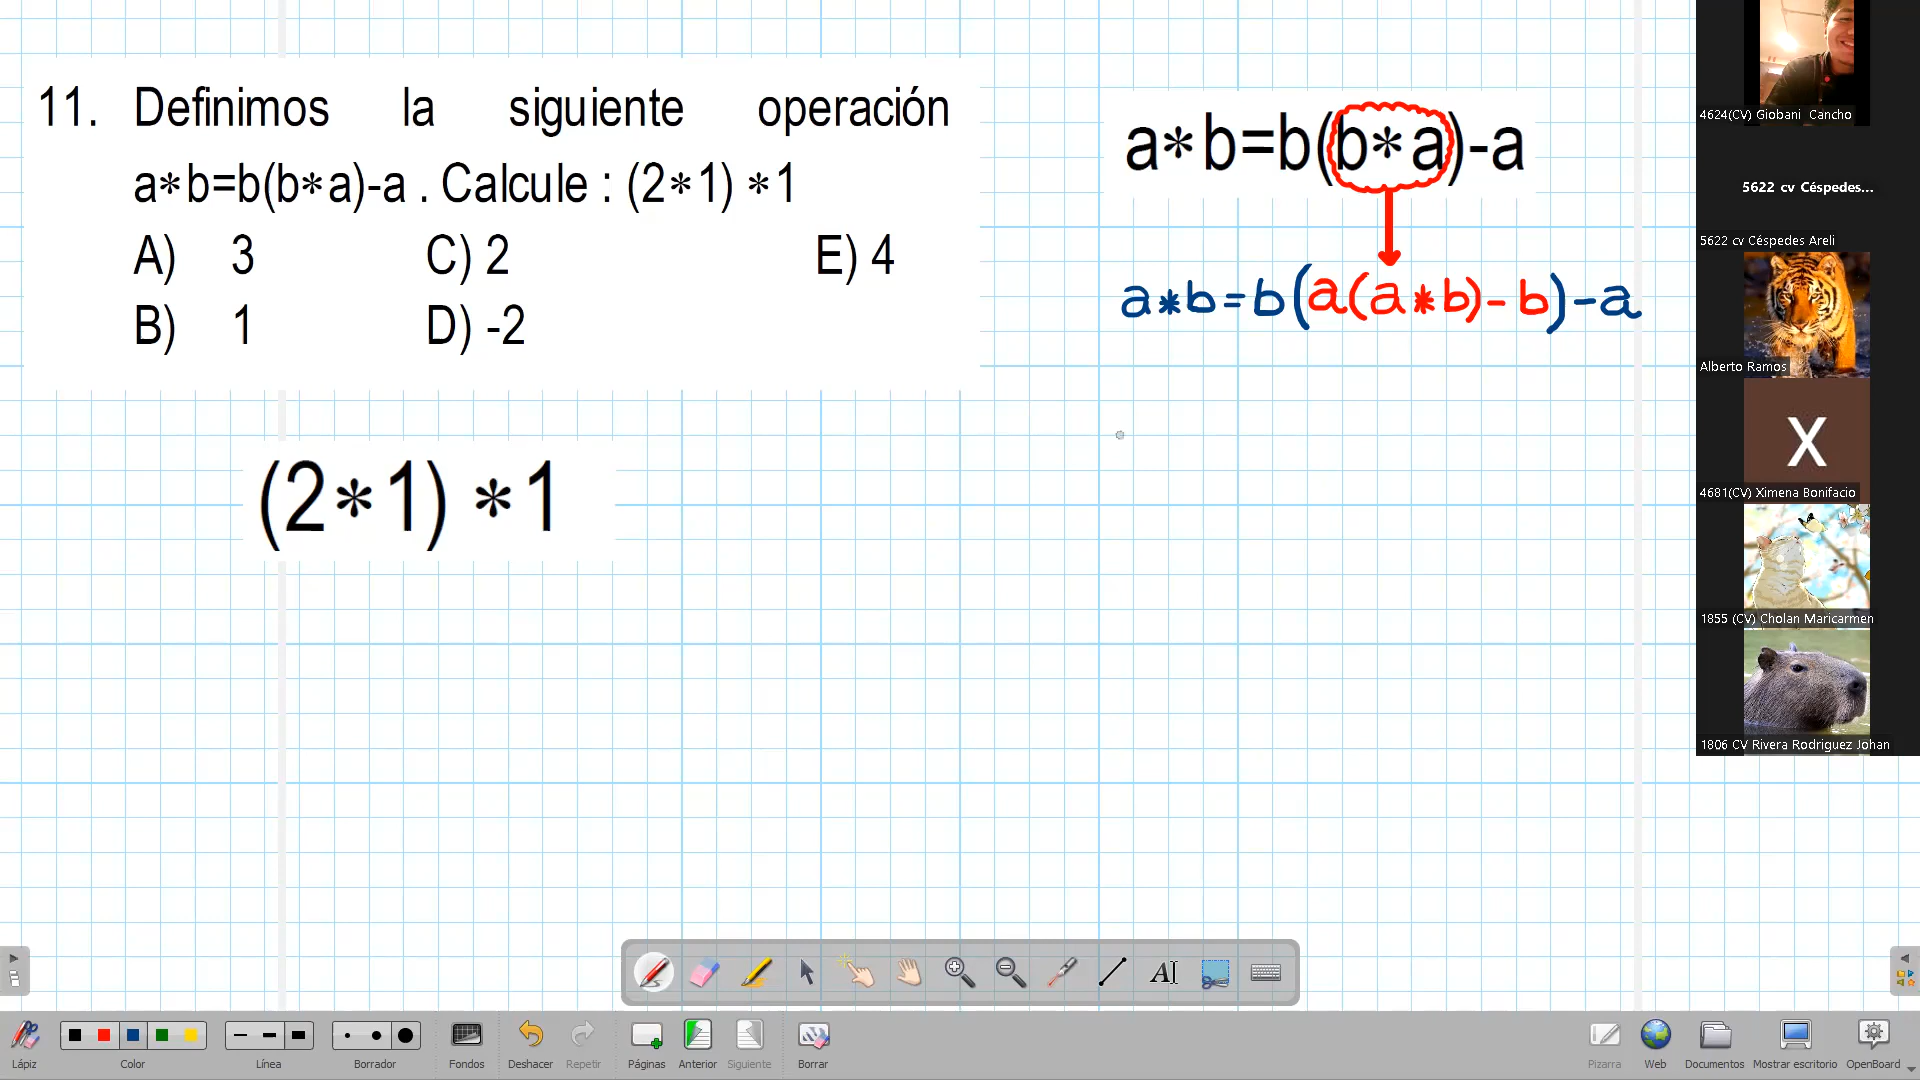 11. Definimos la siguiente operación
a*b=b(b*a)-a . Calcule : (2*1) *1
A) 3 C) 2 E) 4
B) 1 D) -2
(2*1) *1
a*b=b(b*a)-a
a*b=b(a(a*b)-b)-a
4624(CV) Giobani Cancho
5622 cv Céspedes...
5622 cv Céspedes Areli
Alberto Ramos
X
4681(CV) Ximena Bonifacio
1855 (CV) Cholan Maricarmen
1806 CV Rivera Rodriguez Johan
Lápiz Color Línea Borrador Fondos Deshacer Repetir Páginas Anterior Siguiente Borrar Pizarra Web Documentos Mostrar escritorio OpenBoard